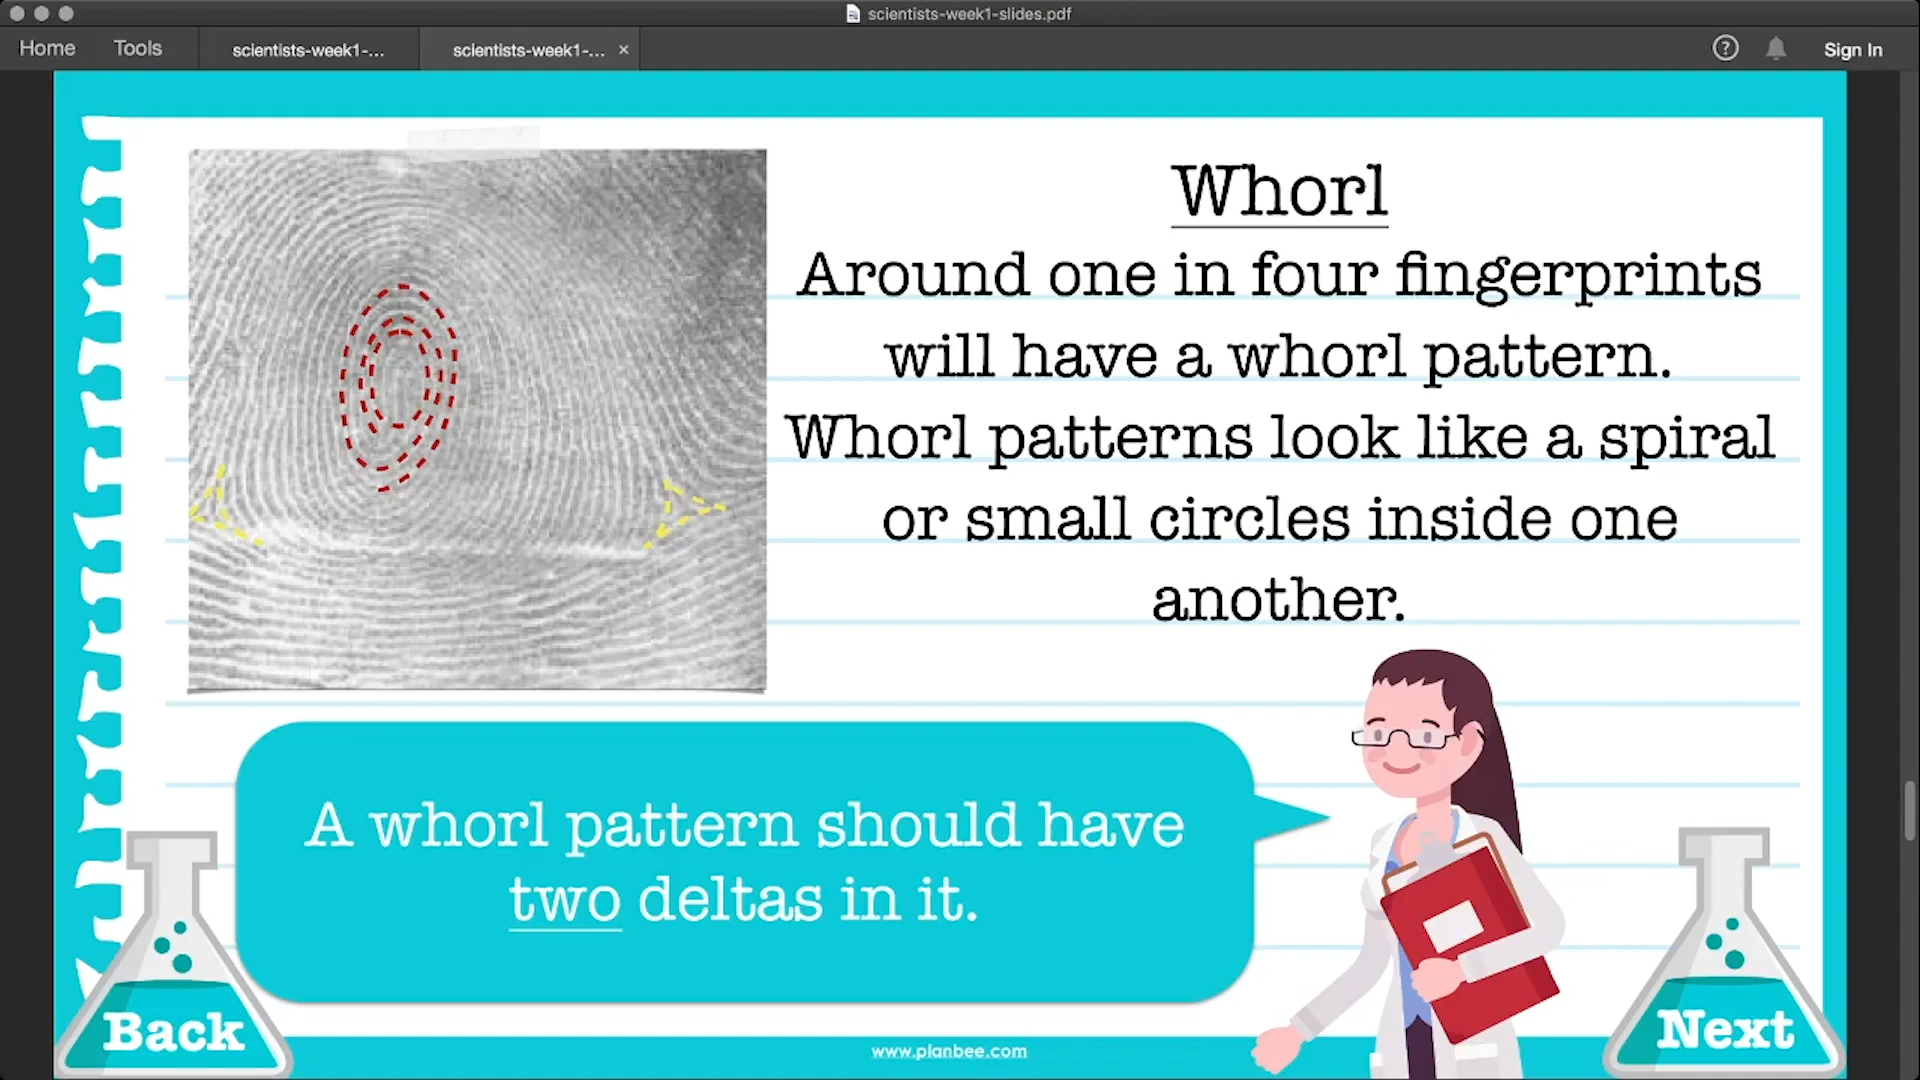 scientists-week1-slides.pdf
Home Tools scientists-week1-... scientists-week1-... × ? Sign In
Whorl
Around one in four fingerprints
will have a whorl pattern.
Whorl patterns look like a spiral
or small circles inside one
another.
A whorl pattern should have
two deltas in it.
Back
Next
www.planbee.com